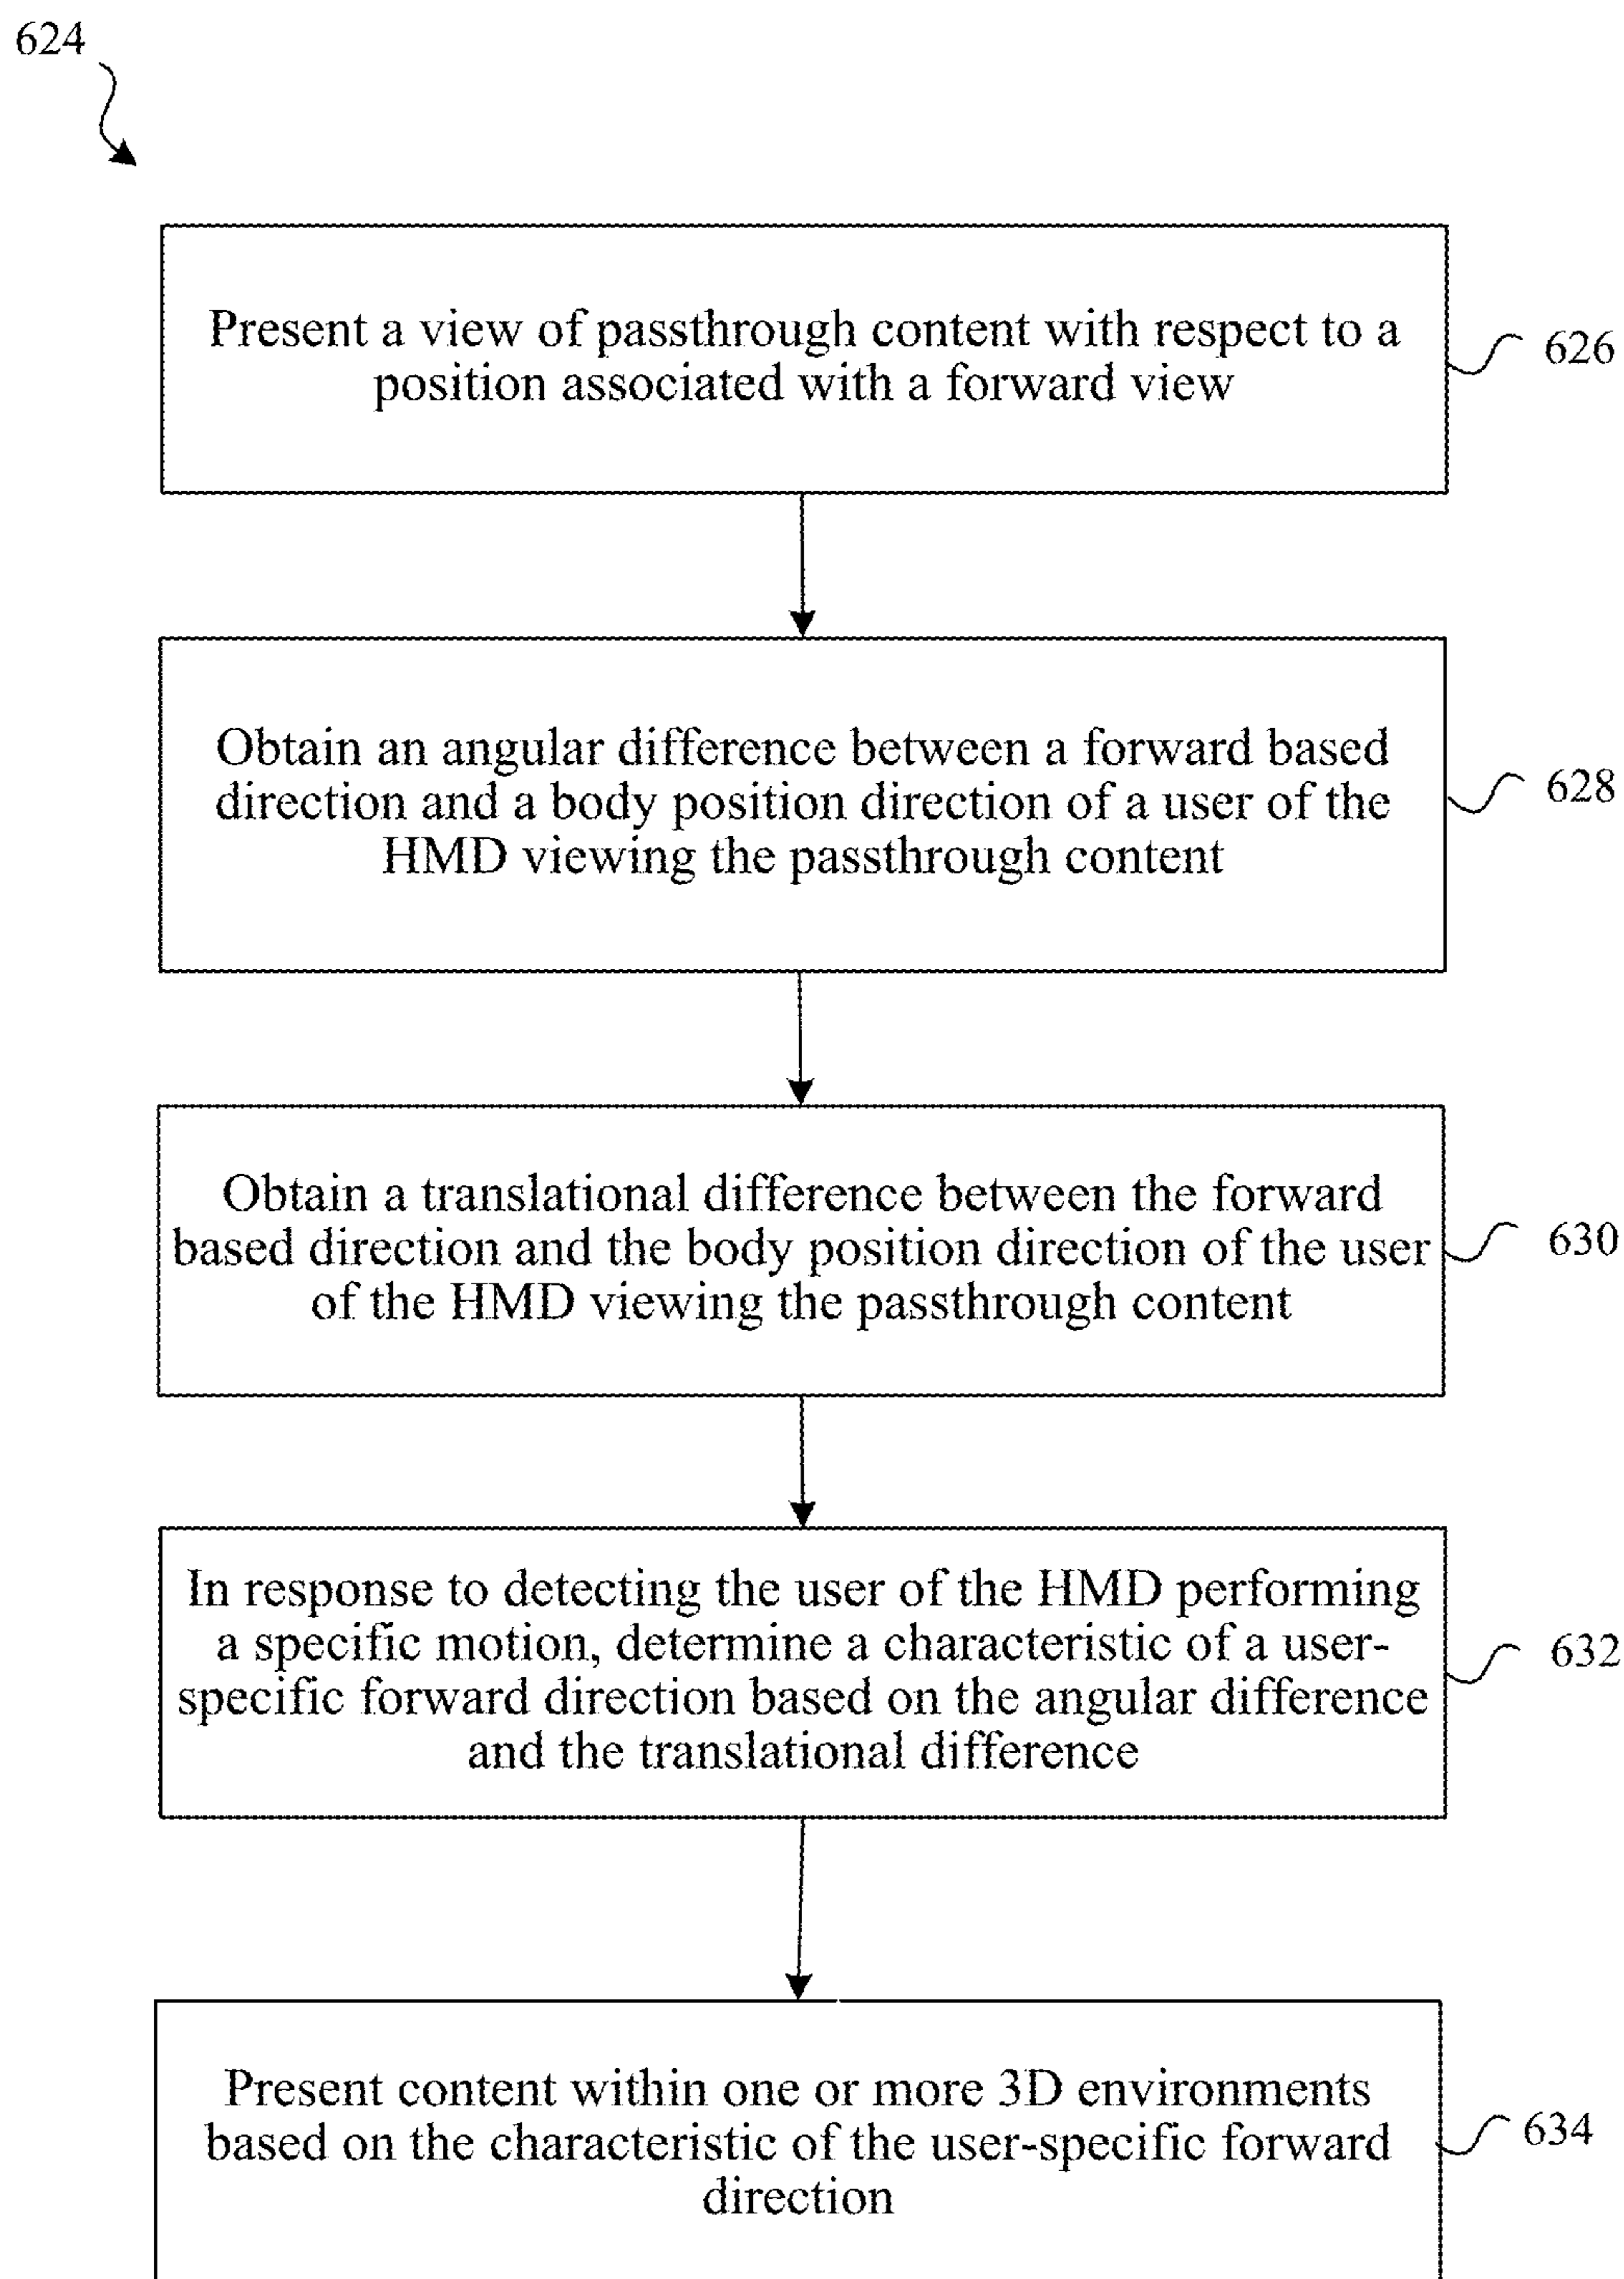 624
Present a view of passthrough content with respect to a
position associated with a forward view
626
Obtain an angular difference between a forward based
direction and a body position direction of a user of the
HMD viewing the passthrough content
628
Obtain a translational difference between the forward
based direction and the body position direction of the user
of the HMD viewing the passthrough content
630
In response to detecting the user of the HMD performing
a specific motion, determine a characteristic of a user-
specific forward direction based on the angular difference
and the translational difference
632
Present content within one or more 3D environments
based on the characteristic of the user-specific forward
direction
634